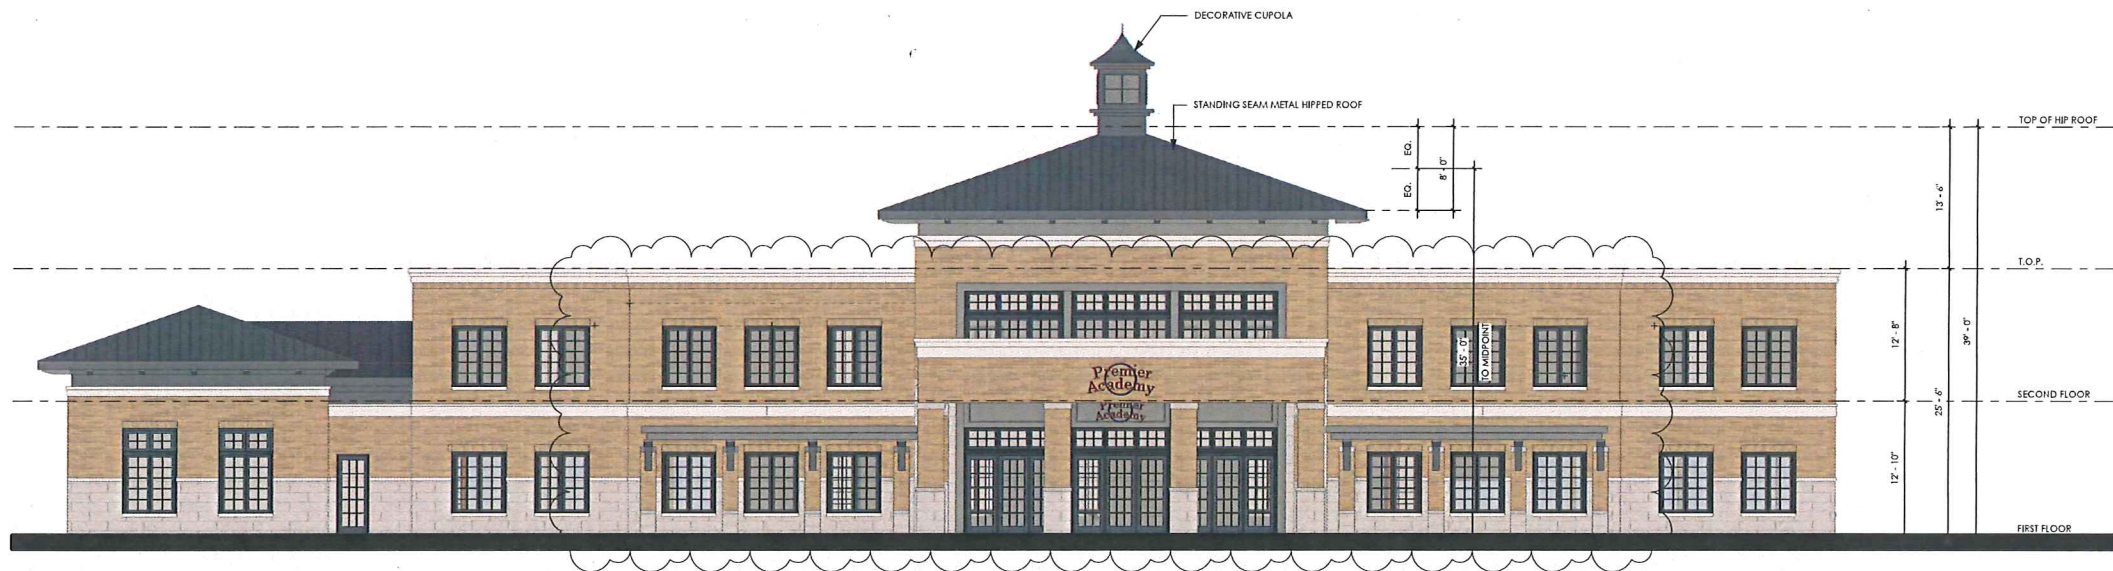 DECORATIVE CUPOLA
STANDING SEAM METAL HIPPED ROOF
TOP OF HIP ROOF
EQ.
EQ.
8' - 0"
13' - 6"
T.O.P.
35' - 0"
TO MIDPOINT
12' - 8"
39' - 0"
Premier
Academy
Premier
Academy
SECOND FLOOR
25' - 6"
12' - 10"
FIRST FLOOR